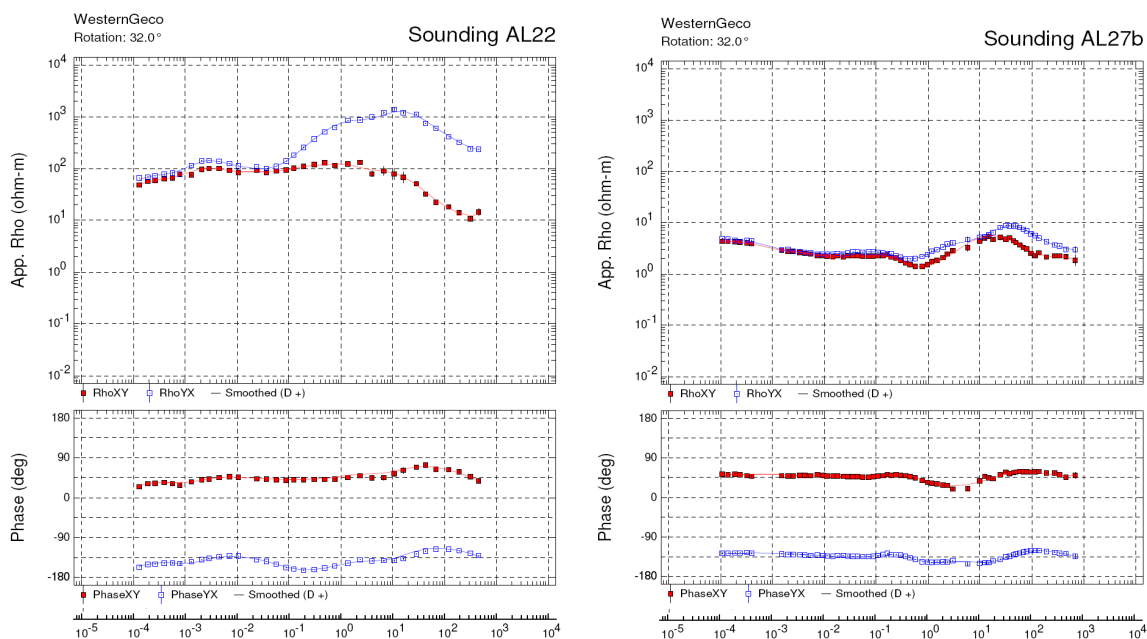 WesternGeco
Rotation: 32.0°
Sounding AL22
App. Rho (ohm-m)
10^4
10^3
10^2
10^1
10^0
10^-1
10^-2
RhoXY RhoYX — Smoothed (D +)
Phase (deg)
180
90
0
-90
-180
PhaseXY PhaseYX — Smoothed (D +)
10^-5 10^-4 10^-3 10^-2 10^-1 10^0 10^1 10^2 10^3 10^4
WesternGeco
Rotation: 32.0°
Sounding AL27b
App. Rho (ohm-m)
10^4
10^3
10^2
10^1
10^0
10^-1
10^-2
RhoXY RhoYX — Smoothed (D +)
Phase (deg)
180
90
0
-90
-180
PhaseXY PhaseYX — Smoothed (D +)
10^-5 10^-4 10^-3 10^-2 10^-1 10^0 10^1 10^2 10^3 10^4